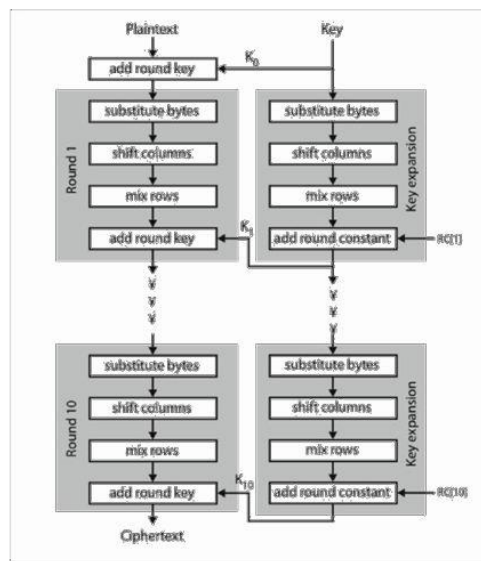 Plaintext
Key
K0
add round key
Round 1
substitute bytes
shift columns
mix rows
add round key
Key expansion
substitute bytes
shift columns
mix rows
add round constant
K1
RC[1]
Round 10
substitute bytes
shift columns
mix rows
add round key
Key expansion
substitute bytes
shift columns
mix rows
add round constant
K10
RC[10]
Ciphertext